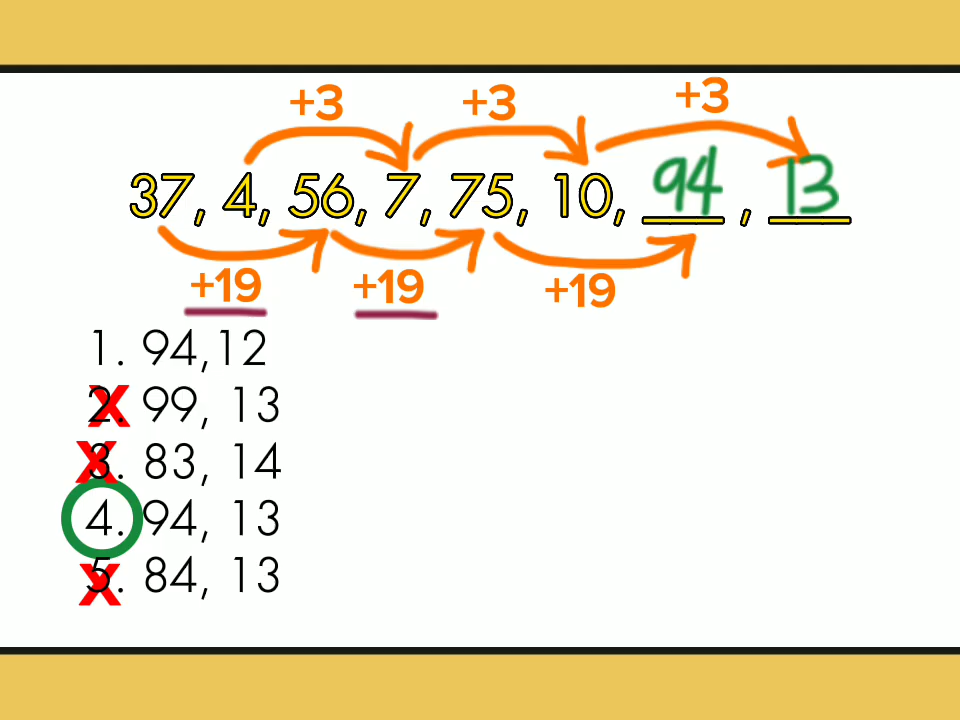 +3 +3 +3
37, 4, 56, 7, 75, 10, 94, 13
+19 +19 +19
1. 94,12
X 2. 99, 13
X 3. 83, 14
4. 94, 13
X 5. 84, 13